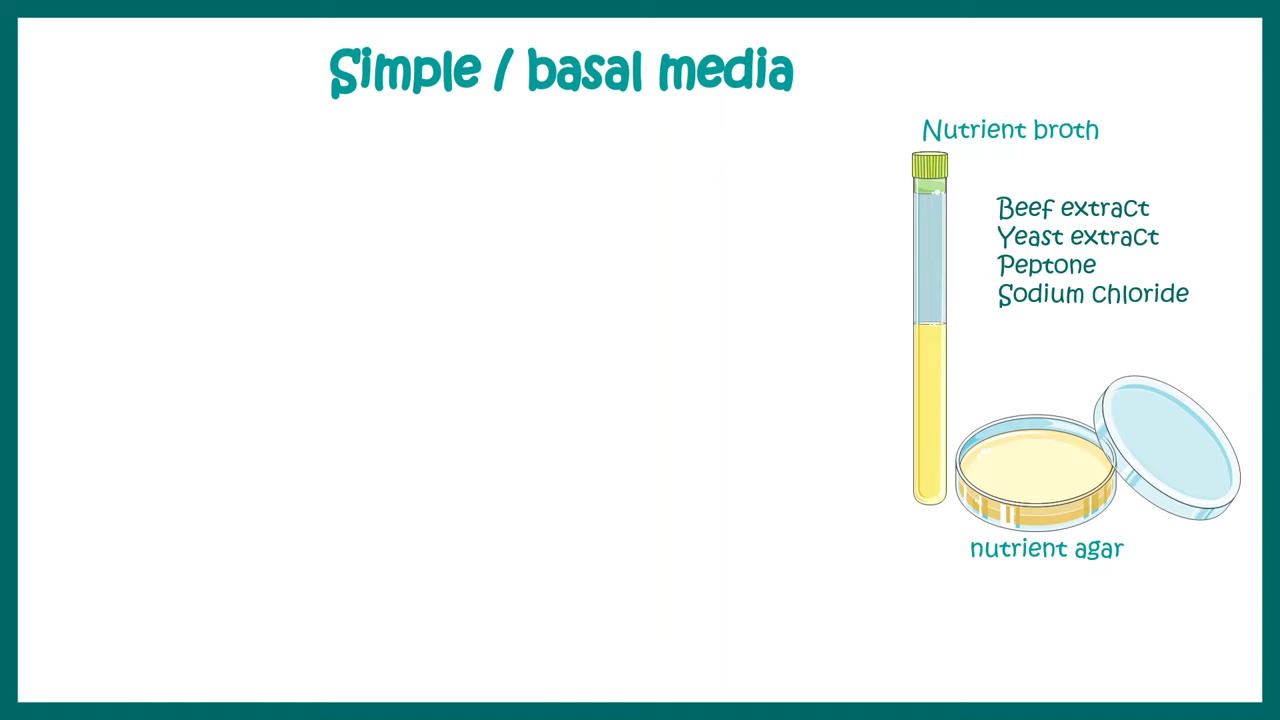 Simple / basal media
Nutrient broth
Beef extract
Yeast extract
Peptone
Sodium chloride
nutrient agar